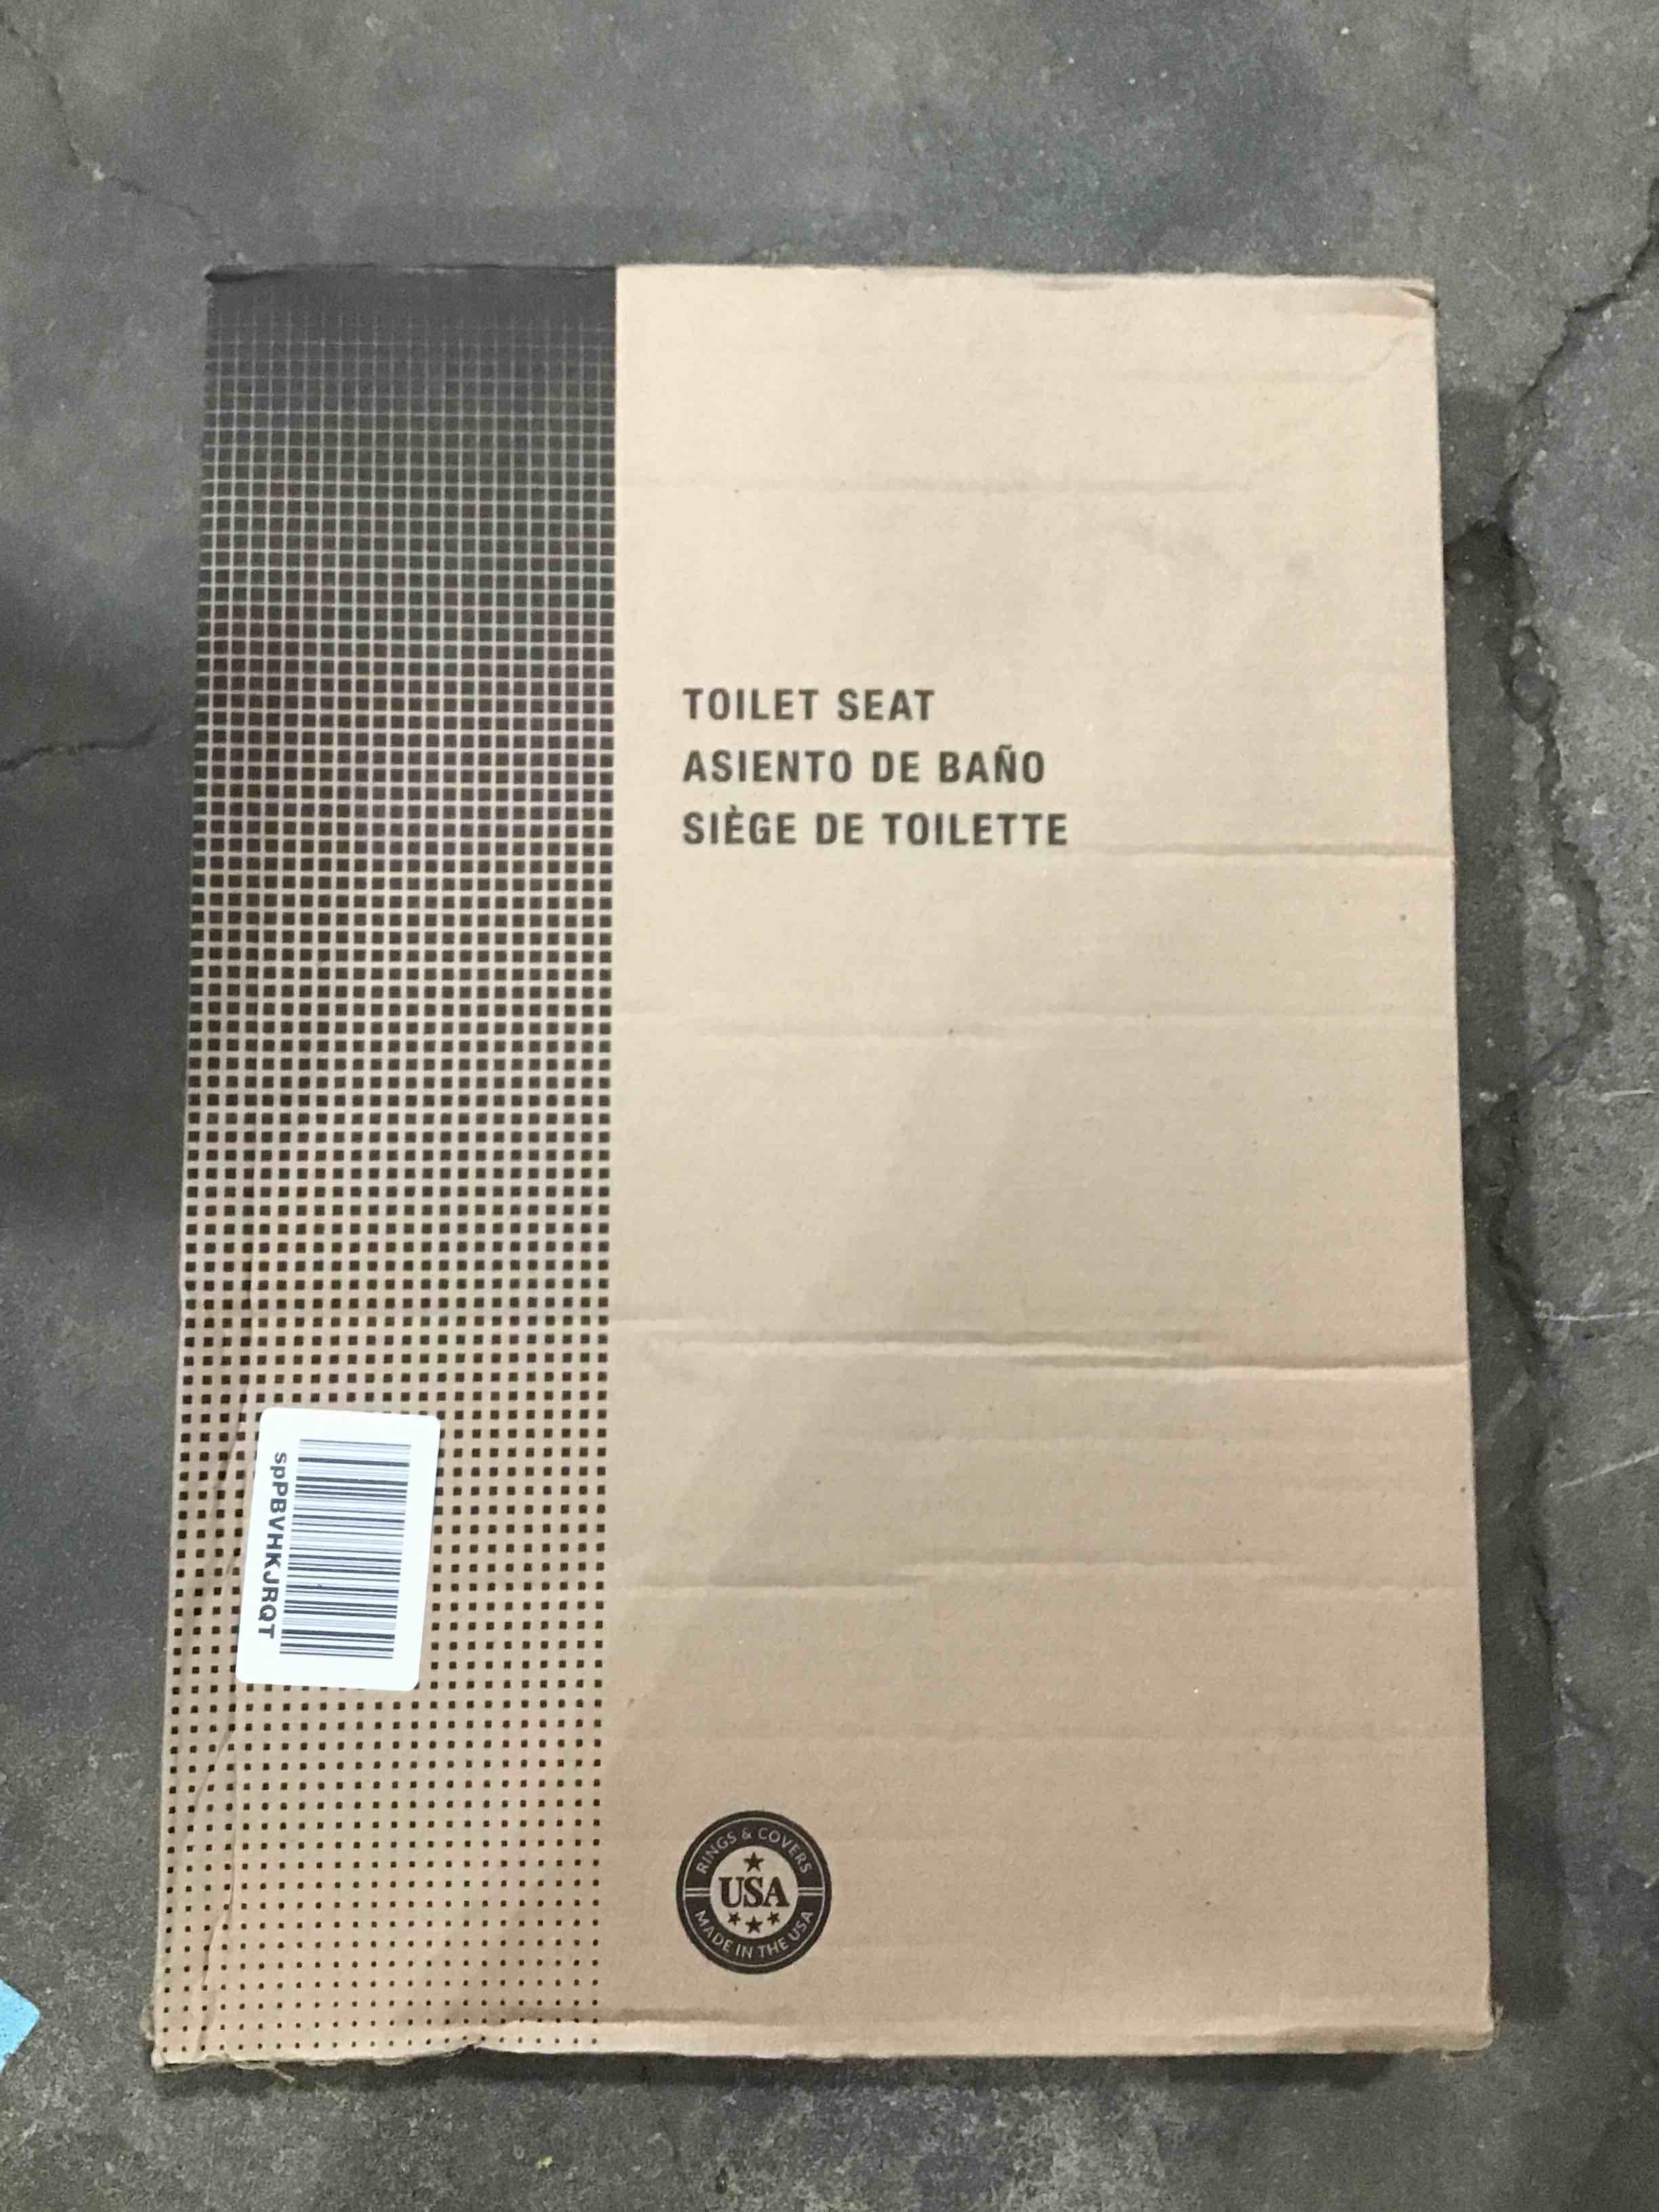 TOILET SEAT
ASIENTO DE BAÑO
SIÈGE DE TOILETTE
spPBVHKJRQT
RINGS & COVERS
USA
MADE IN THE USA